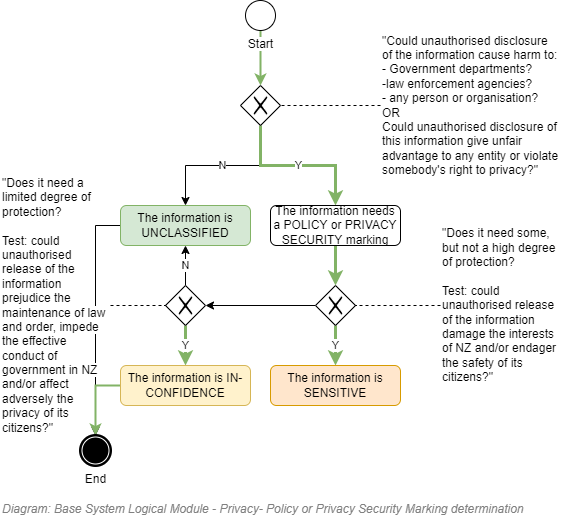 Start
"Could unauthorised disclosure
of the information cause harm to:
- Government departments?
-law enforcement agencies?
- any person or organisation?
OR
Could unauthorised disclosure of
this information give unfair
advantage to any entity or violate
somebody's right to privacy?"
N
Y
"Does it need a
limited degree of
protection?
Test: could
unauthorised
release of the
information
prejudice the
maintenance of law
and order, impede
the effective
conduct of
government in NZ
and/or affect
adversely the
privacy of its
citizens?"
The information is
UNCLASSIFIED
The information needs
a POLICY or PRIVACY
SECURITY marking
"Does it need some,
but not a high degree
of protection?
Test: could
unauthorized release
of the information
damage the interests
of NZ and/or endager
the safety of its
citizens?"
N
Y
Y
The information is IN-
CONFIDENCE
The information is
SENSITIVE
End
Diagram: Base System Logical Module - Privacy- Policy or Privacy Security Marking determination